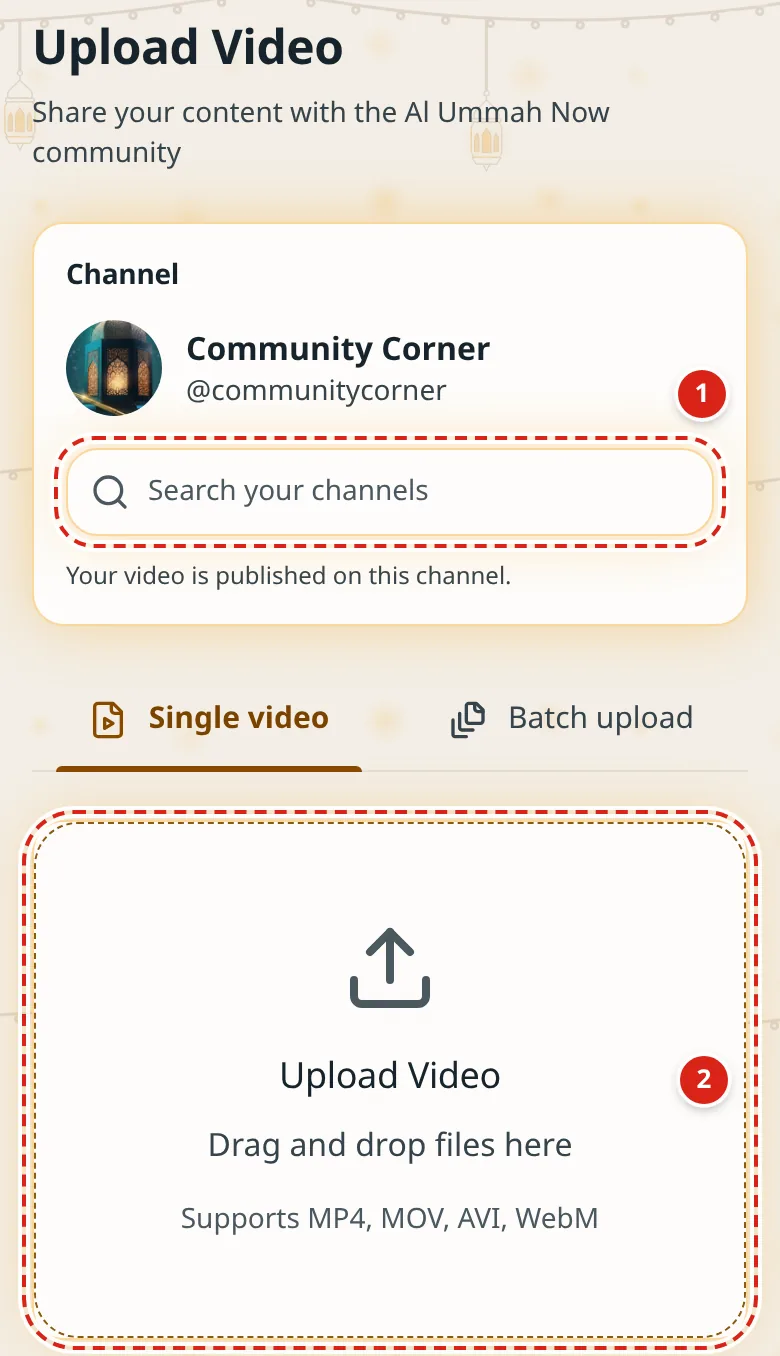 Upload Video
Share your content with the Al Ummah Now
community
Channel
Community Corner
@communitycorner
1
Search your channels
Your video is published on this channel.
Single video
Batch upload
Upload Video
2
Drag and drop files here
Supports MP4, MOV, AVI, WebM